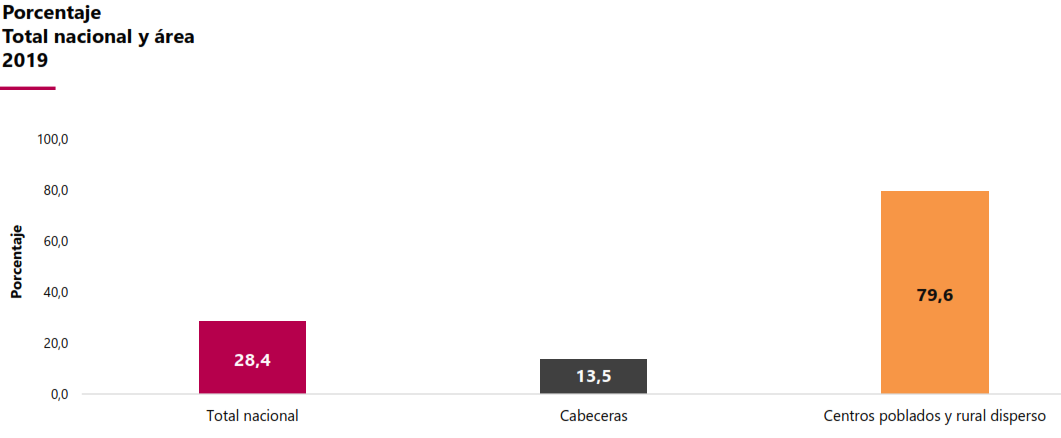 Porcentaje
Total nacional y área
2019
Porcentaje
100,0
80,0
60,0
40,0
20,0
0,0
28,4
13,5
79,6
Total nacional
Cabeceras
Centros poblados y rural disperso